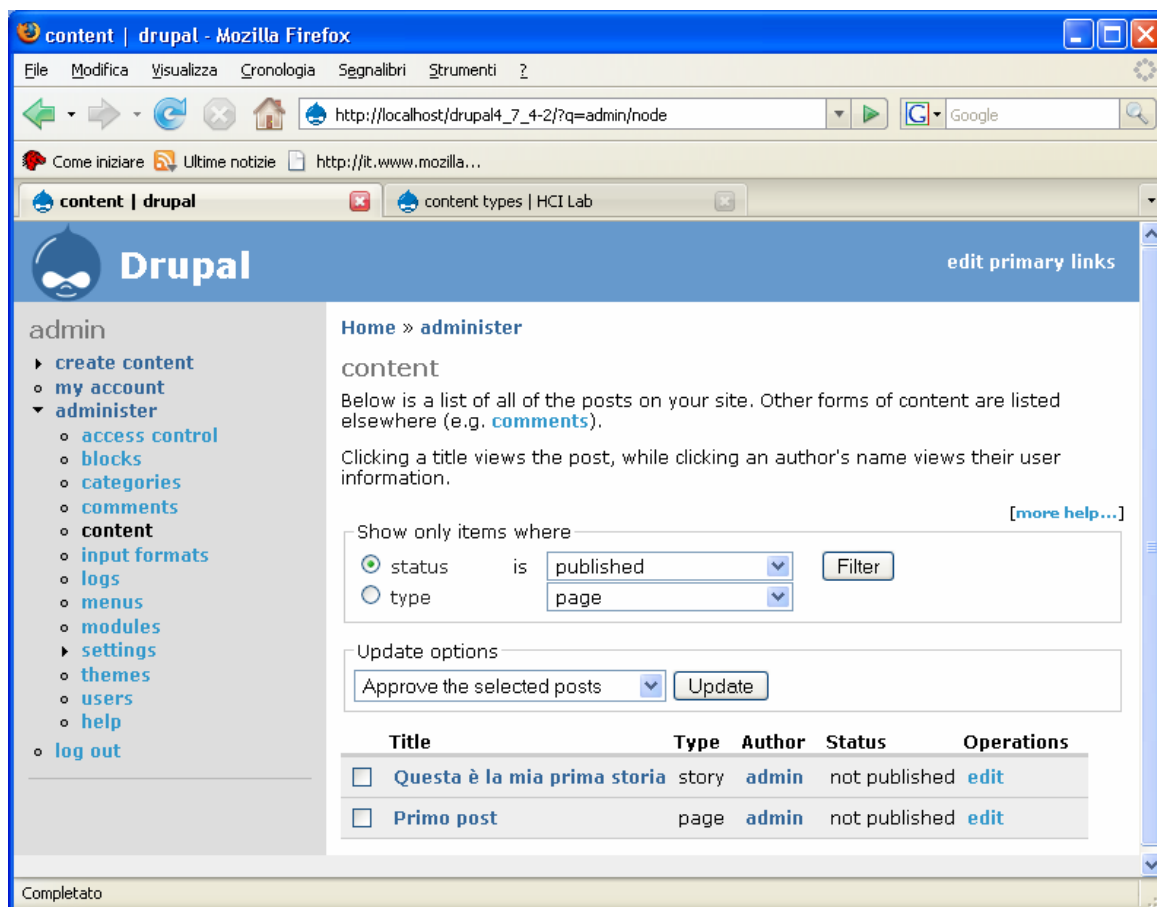 content | drupal - Mozilla Firefox
File Modifica Visualizza Cronologia Segnalibri Strumenti ?
http://localhost/drupal4_7_4-2/?q=admin/node G Google
Come iniziare Ultime notizie http://it.www.mozilla...
content | drupal content types | HCI Lab
Drupal edit primary links
admin
create content
my account
administer
access control
blocks
categories
comments
content
input formats
logs
menus
modules
settings
themes
users
help
log out
Home » administer
content
Below is a list of all of the posts on your site. Other forms of content are listed
elsewhere (e.g. comments).
Clicking a title views the post, while clicking an author's name views their user
information.
[more help...]
Show only items where
status is published Filter
type page
Update options
Approve the selected posts Update
Title Type Author Status Operations
Questa è la mia prima storia story admin not published edit
Primo post page admin not published edit
Completato